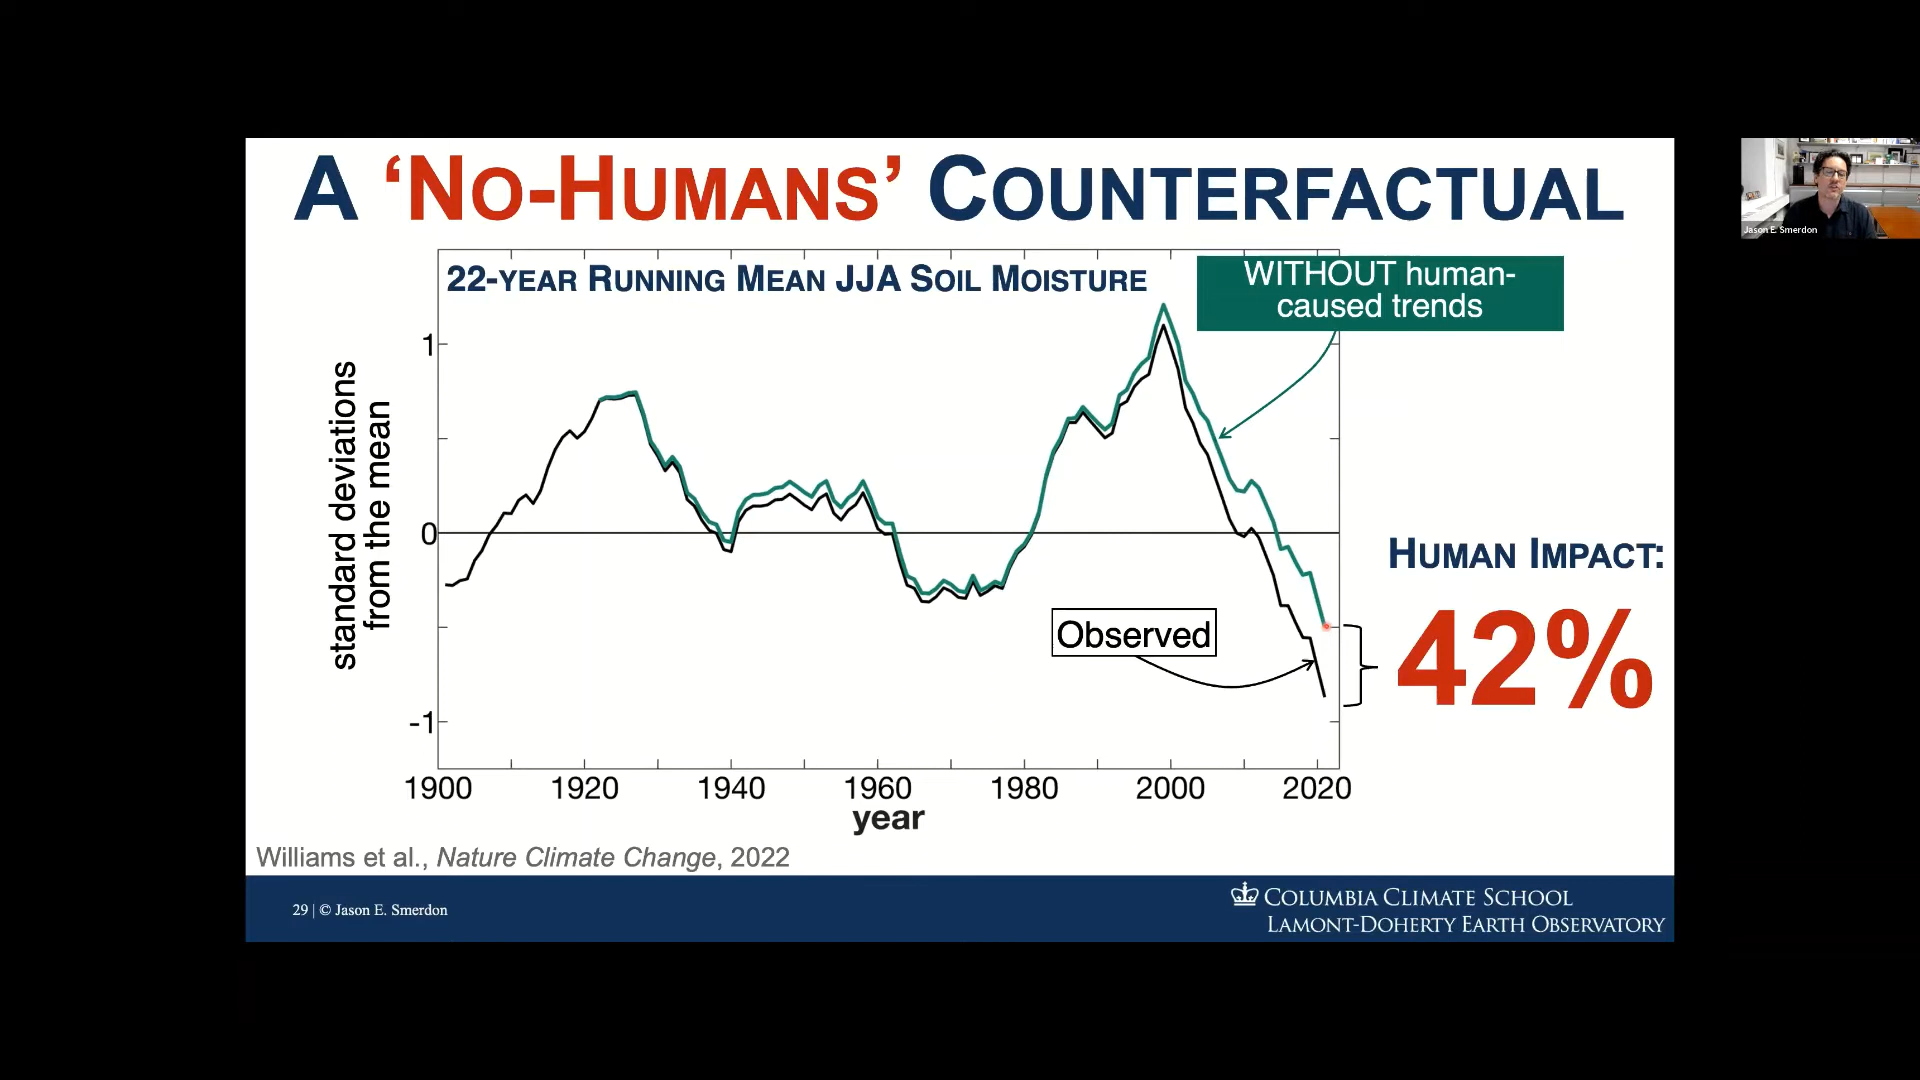 A ‘NO-HUMANS’ COUNTERFACTUAL
22-YEAR RUNNING MEAN JJA SOIL MOISTURE
WITHOUT human-
caused trends
standard deviations
from the mean
1
0
-1
Observed
HUMAN IMPACT:
42%
1900 1920 1940 1960 1980 2000 2020
year
Williams et al., Nature Climate Change, 2022
29 | © Jason E. Smerdon
COLUMBIA CLIMATE SCHOOL
LAMONT-DOHERTY EARTH OBSERVATORY
Jason E. Smerdon